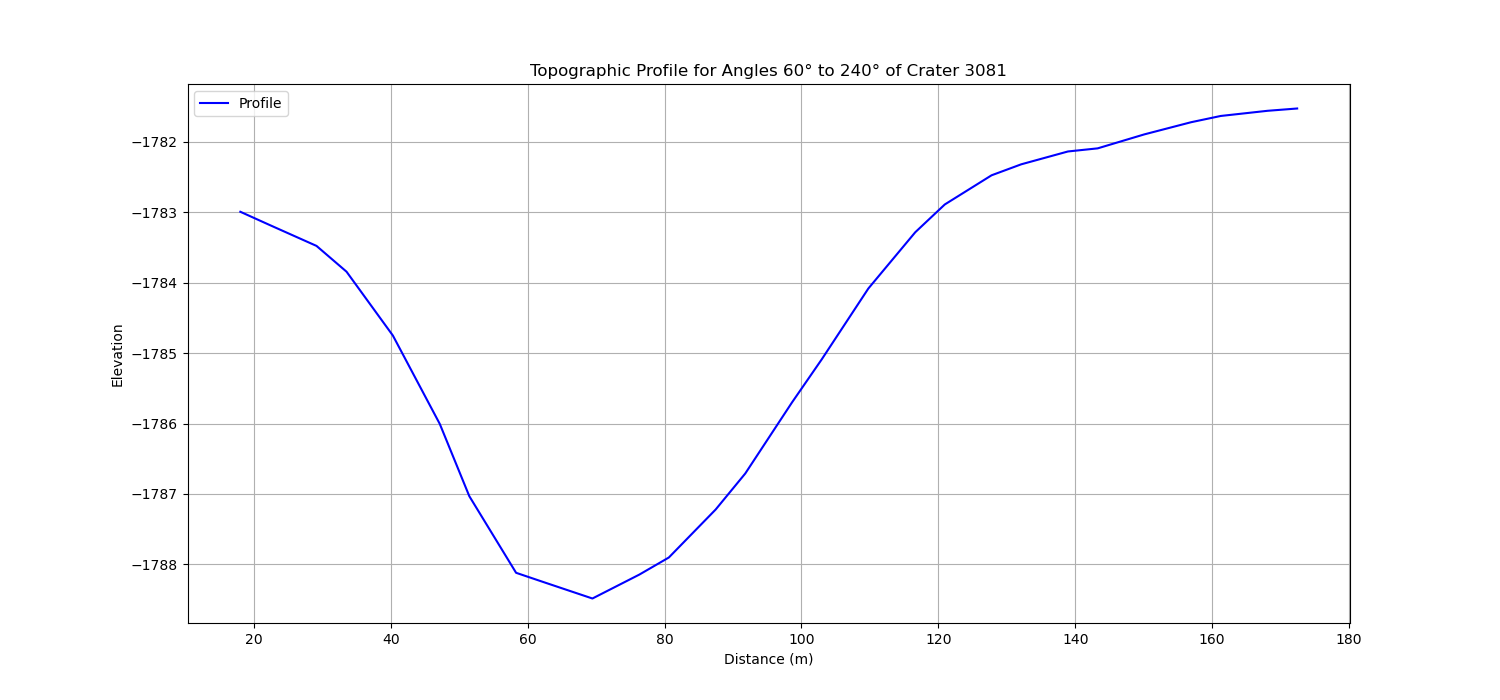 Topographic Profile for Angles 60° to 240° of Crater 3081
Profile
−1782
−1783
−1784
−1785
−1786
−1787
−1788
Elevation
20 40 60 80 100 120 140 160 180
Distance (m)